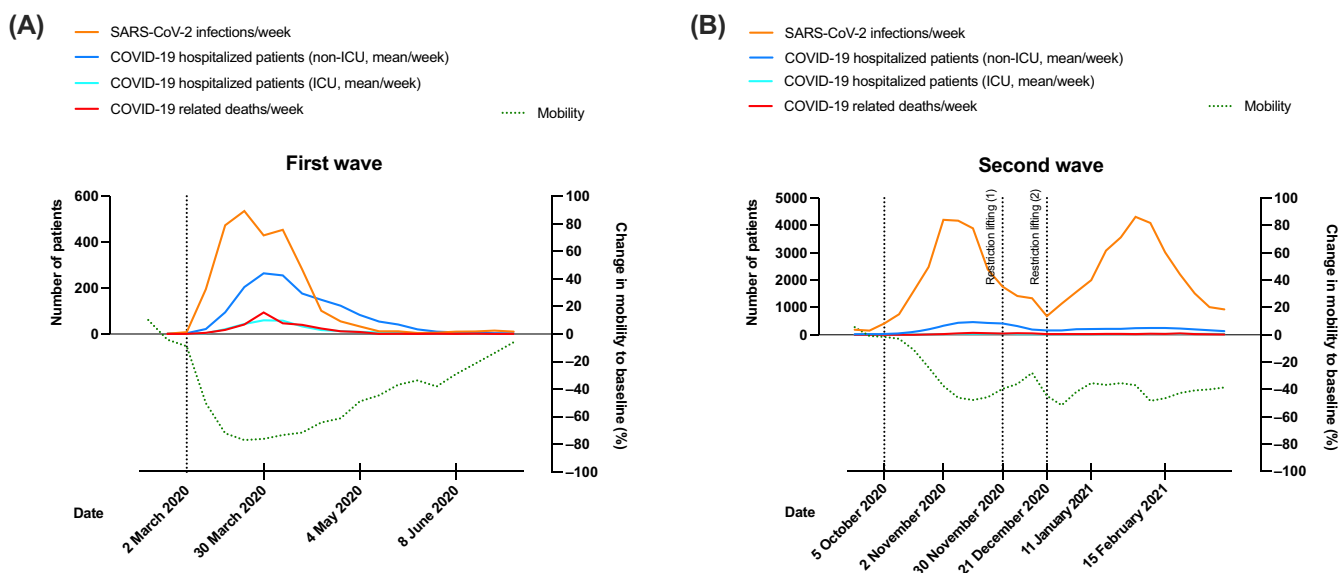 (A)
SARS-CoV-2 infections/week
COVID-19 hospitalized patients (non-ICU, mean/week)
COVID-19 hospitalized patients (ICU, mean/week)
COVID-19 related deaths/week
Mobility
First wave
Number of patients
600
400
200
0
100
80
60
40
20
0
–20
–40
–60
–80
–100
Change in mobility to baseline (%)
Date
2 March 2020
30 March 2020
4 May 2020
8 June 2020
(B)
SARS-CoV-2 infections/week
COVID-19 hospitalized patients (non-ICU, mean/week)
COVID-19 hospitalized patients (ICU, mean/week)
COVID-19 related deaths/week
Mobility
Second wave
Number of patients
5000
4000
3000
2000
1000
0
Restriction lifting (1)
Restriction lifting (2)
100
80
60
40
20
0
–20
–40
–60
–80
–100
Change in mobility to baseline (%)
Date
5 October 2020
2 November 2020
30 November 2020
21 December 2020
11 January 2021
15 February 2021